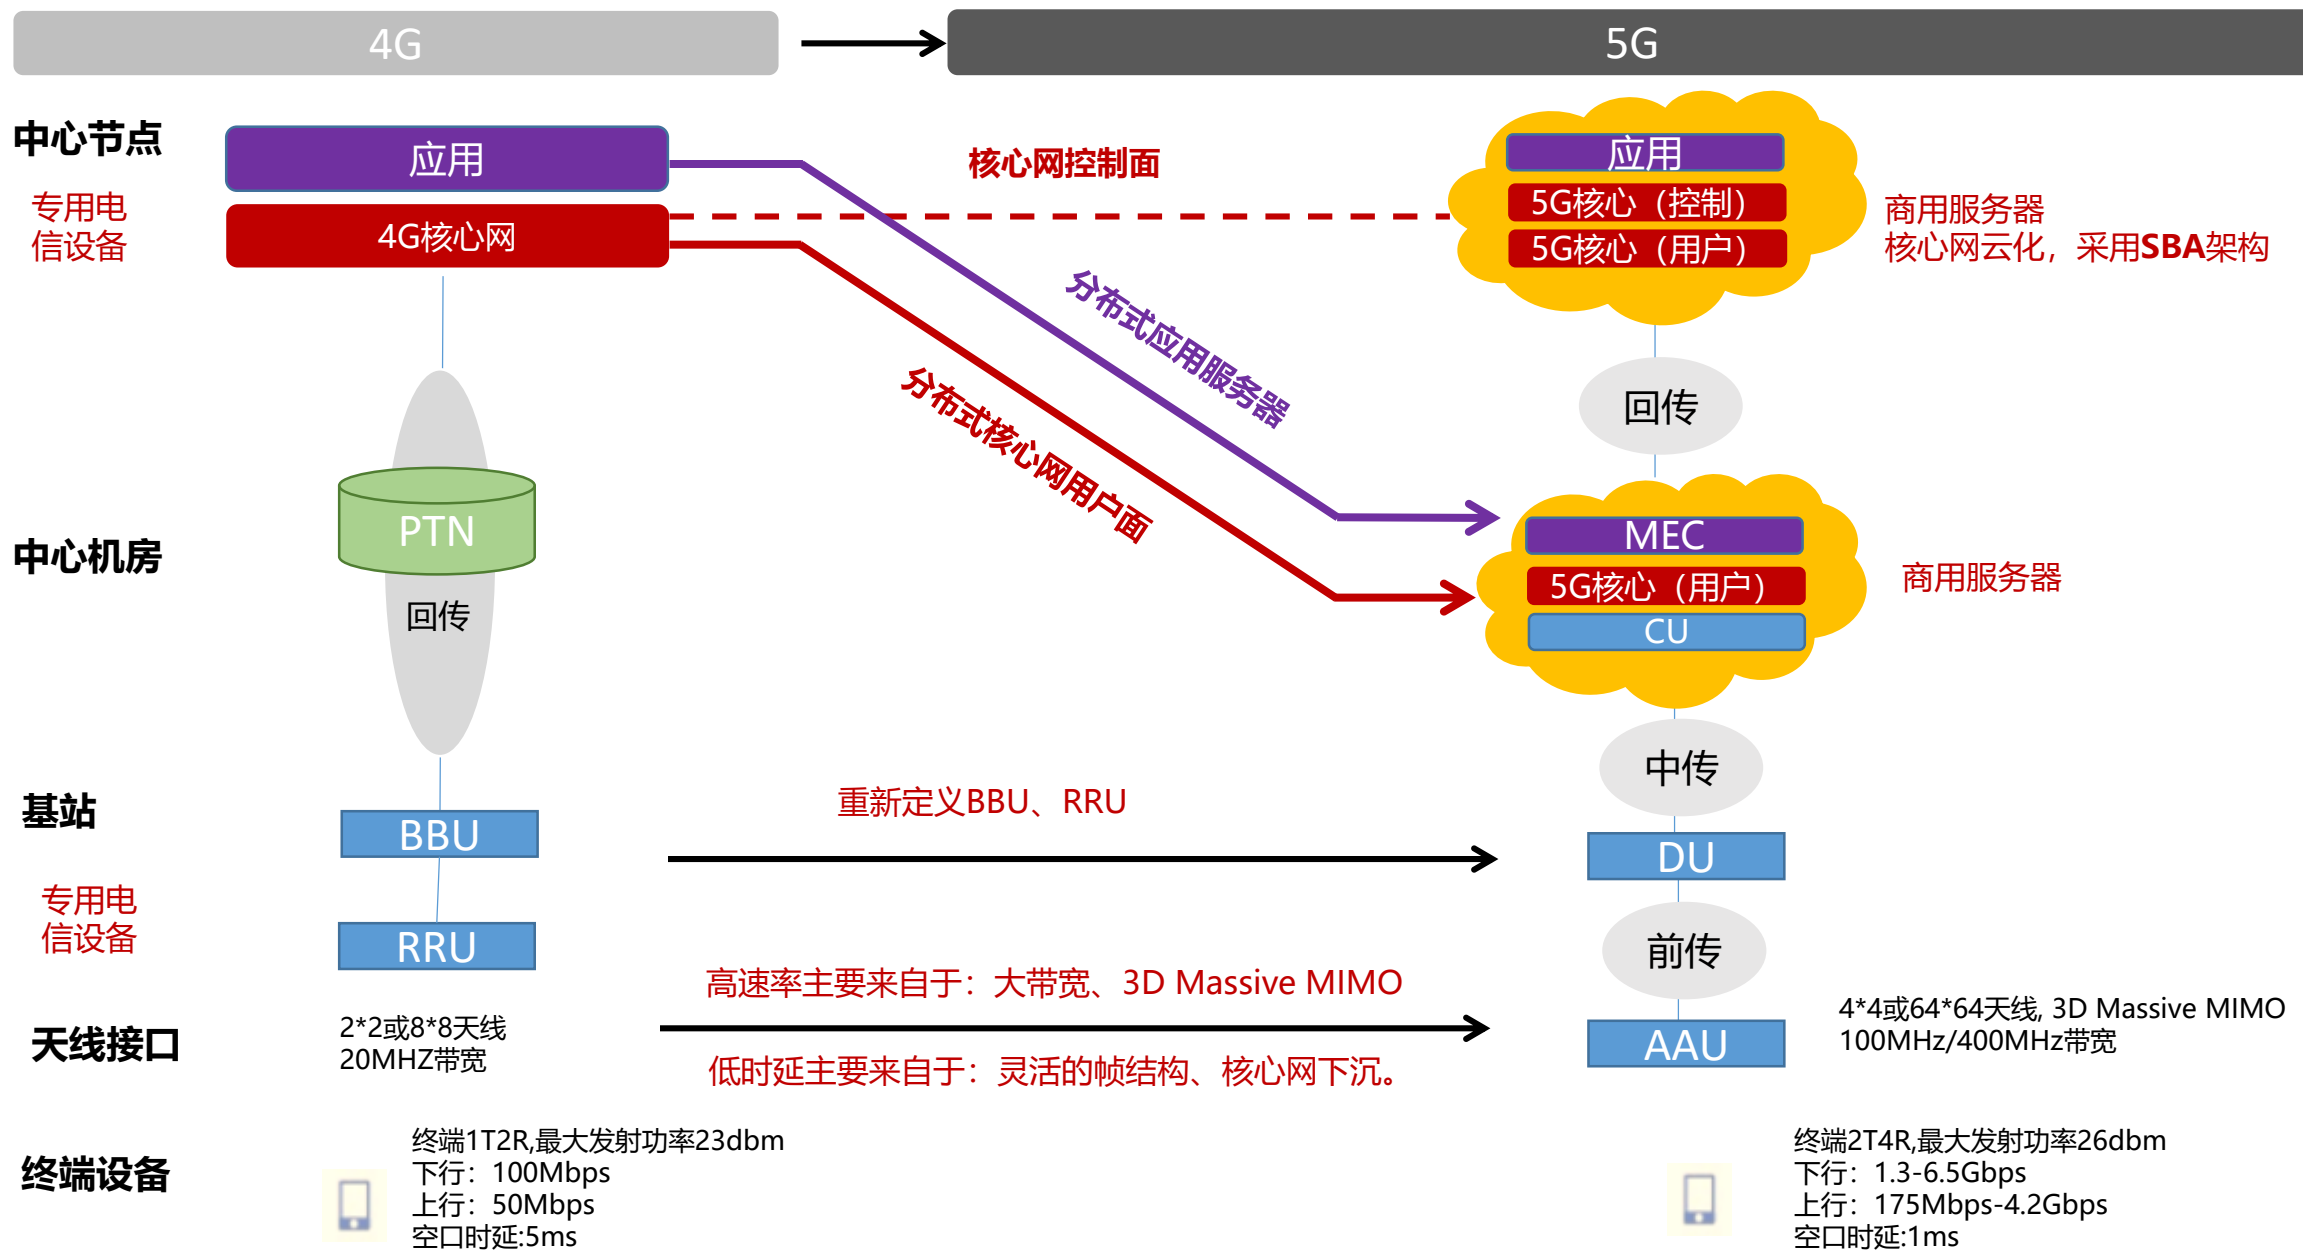 4G
5G
中心节点
专用电
信设备
应用
4G核心网
核心网控制面
应用
5G核心（控制）
5G核心（用户）
商用服务器
核心网云化，采用SBA架构
分布式应用服务器
分布式核心网用户面
回传
中心机房
PTN
回传
MEC
5G核心（用户）
CU
商用服务器
中传
基站
专用电
信设备
BBU
RRU
重新定义BBU、RRU
DU
前传
天线接口
2*2或8*8天线
20MHZ带宽
高速率主要来自于：大带宽、3D Massive MIMO
低时延主要来自于：灵活的帧结构、核心网下沉。
AAU
4*4或64*64天线, 3D Massive MIMO
100MHz/400MHz带宽
终端设备
终端1T2R,最大发射功率23dbm
下行：100Mbps
上行：50Mbps
空口时延:5ms
终端2T4R,最大发射功率26dbm
下行：1.3-6.5Gbps
上行：175Mbps-4.2Gbps
空口时延:1ms